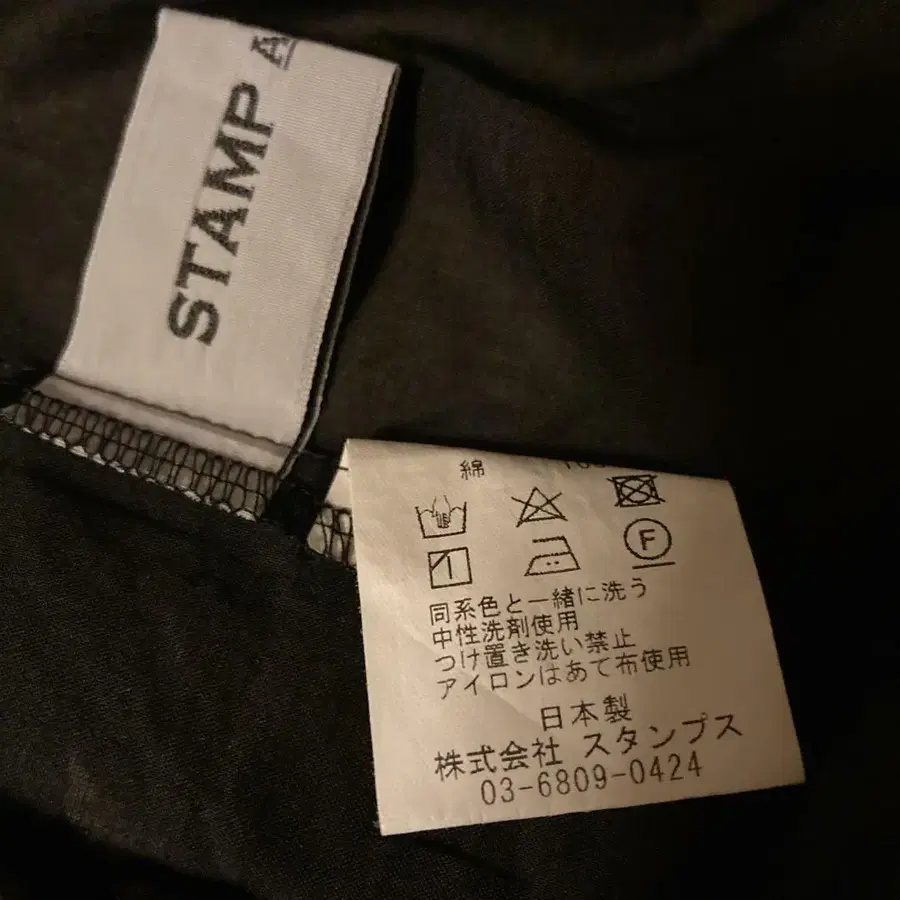 STAMP A
綿
F
同系色と一緒に洗う
中性洗剤使用
つけ置き洗い禁止
アイロンはあて布使用
日本製
株式会社 スタンプス
03-6809-0424